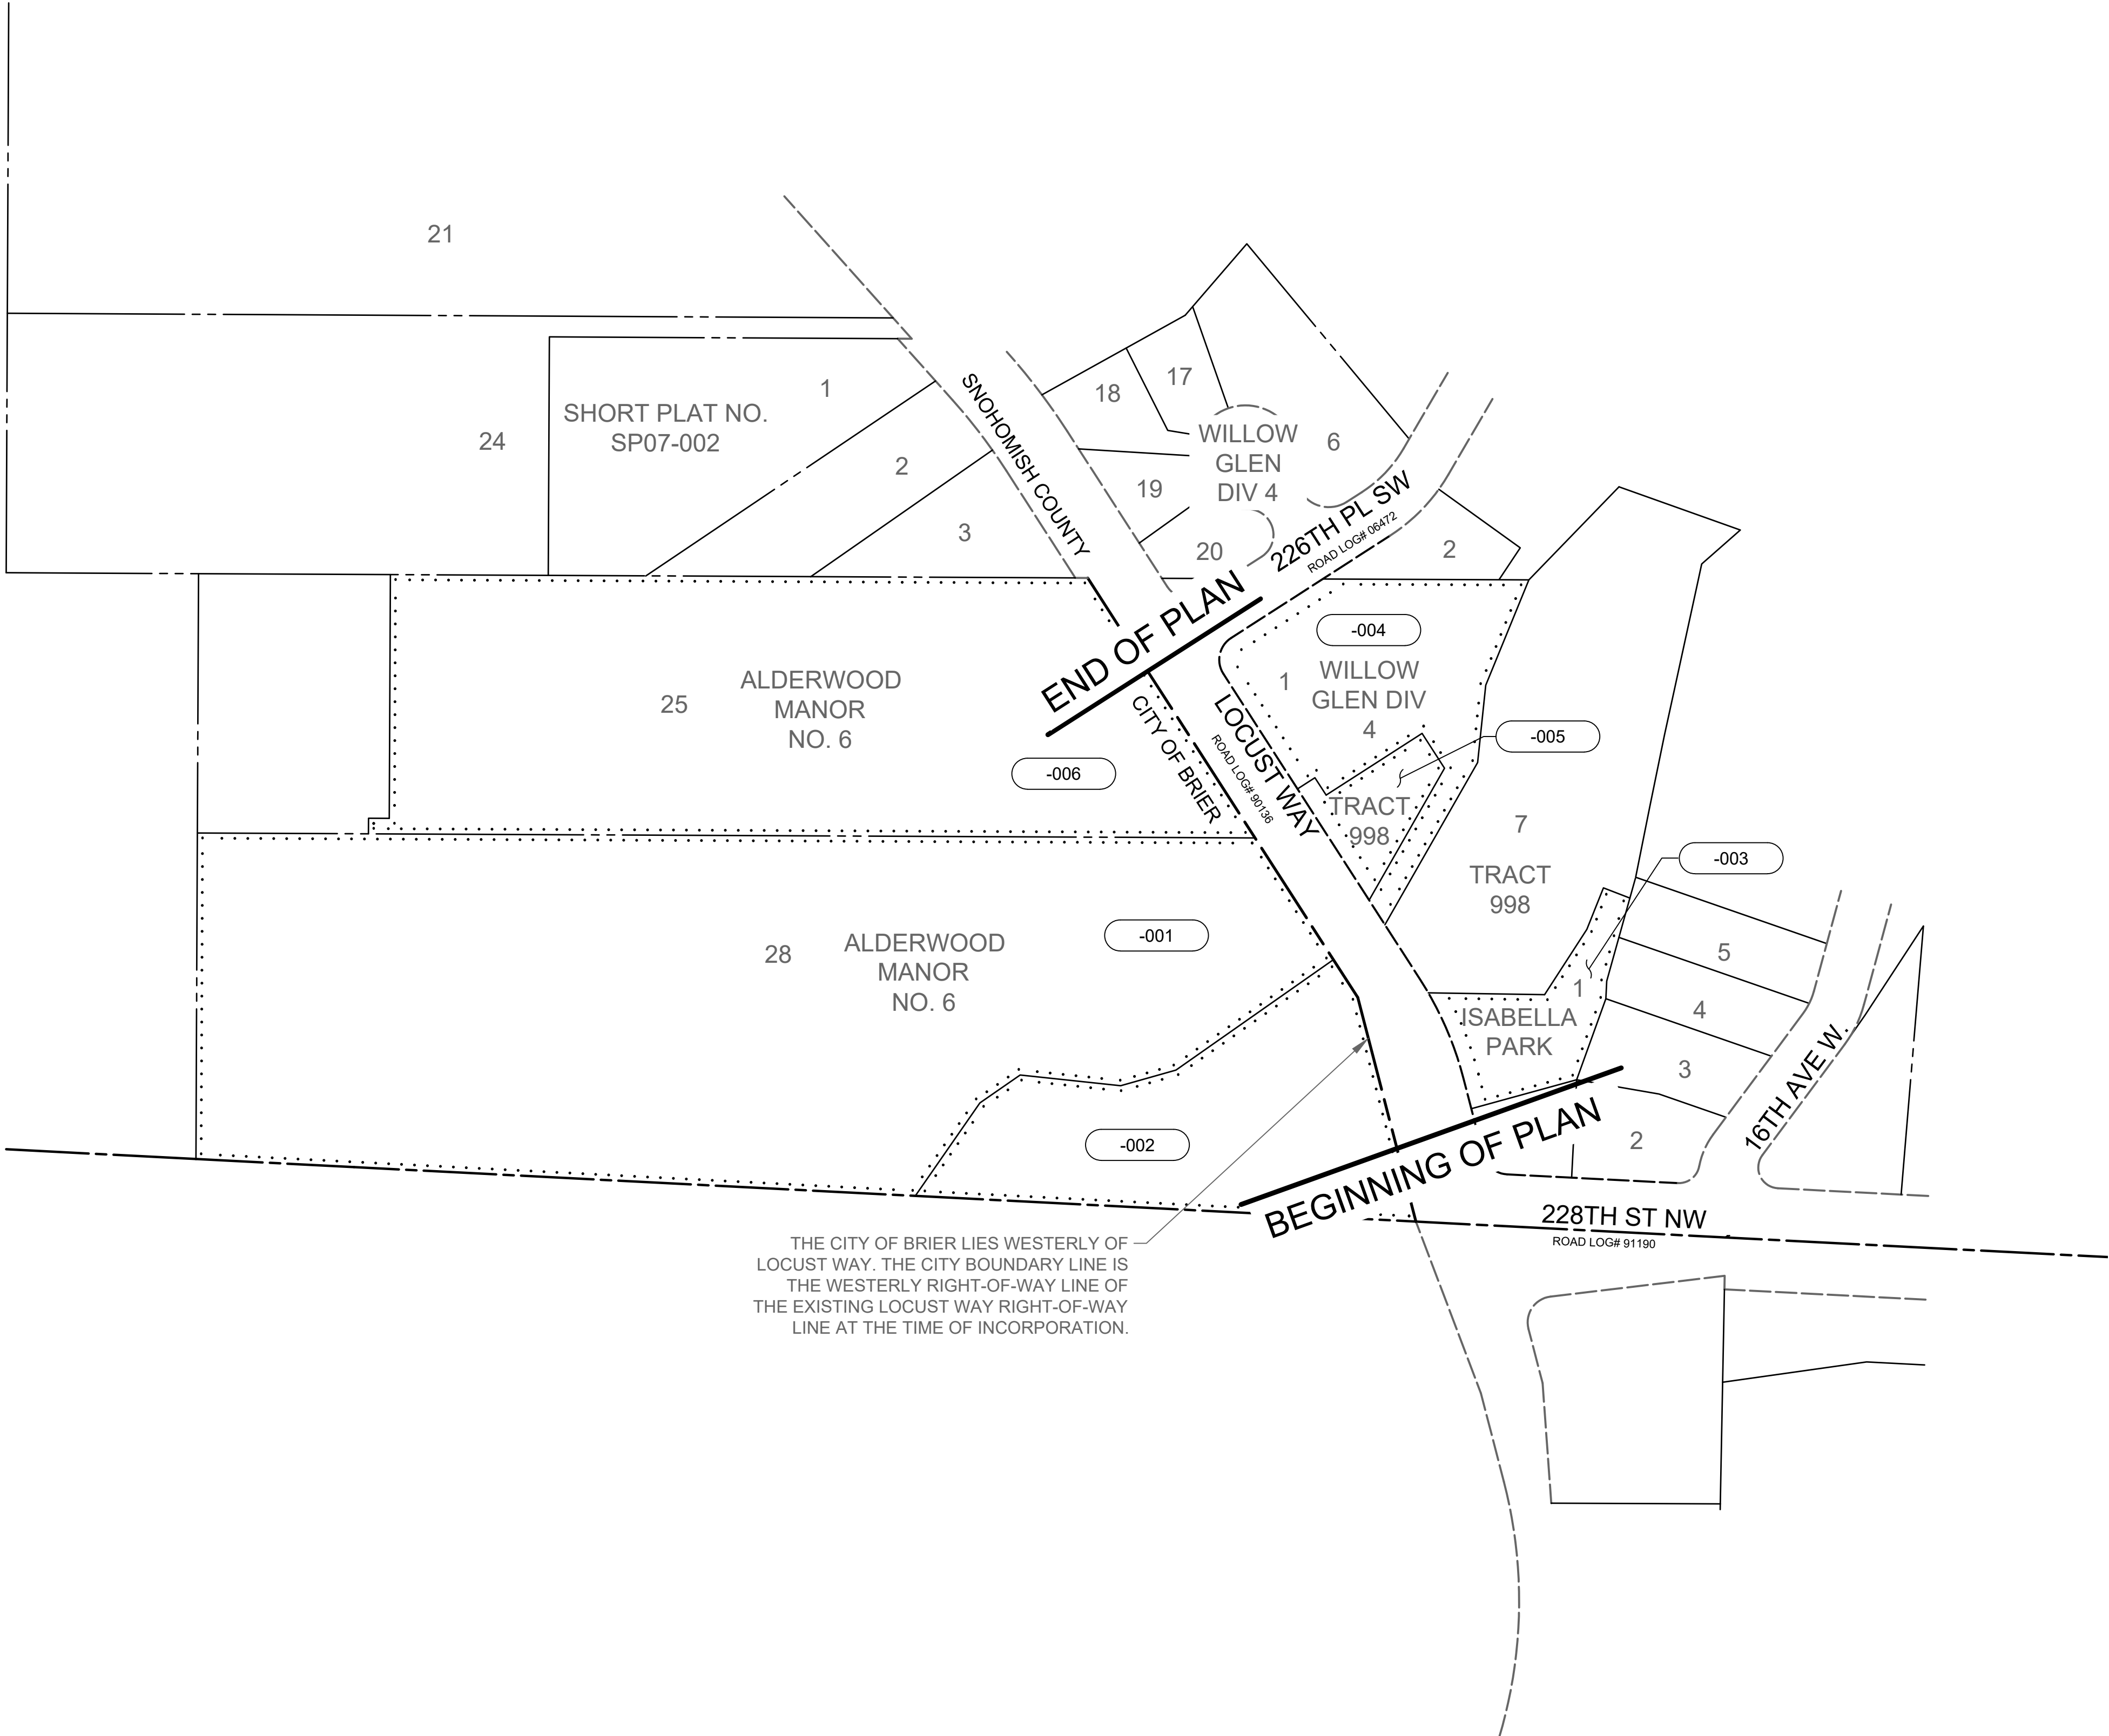 21
1
SHORT PLAT NO.
SP07-002
24
2
3
SNOHOMISH COUNTY
18
17
WILLOW
GLEN
DIV 4
6
19
20
226TH PL SW
ROAD LOG# 06472
2
END OF PLAN
-004
1
WILLOW
GLEN DIV
4
25
ALDERWOOD
MANOR
NO. 6
-006
CITY OF BRIER
LOCUST WAY
ROAD LOG# 90136
-005
TRACT
998
7
TRACT
998
-003
28
ALDERWOOD
MANOR
NO. 6
-001
5
1
4
ISABELLA
PARK
3
16TH AVE W.
-002
2
BEGINNING OF PLAN
228TH ST NW
ROAD LOG# 91190
THE CITY OF BRIER LIES WESTERLY OF
LOCUST WAY. THE CITY BOUNDARY LINE IS
THE WESTERLY RIGHT-OF-WAY LINE OF
THE EXISTING LOCUST WAY RIGHT-OF-WAY
LINE AT THE TIME OF INCORPORATION.